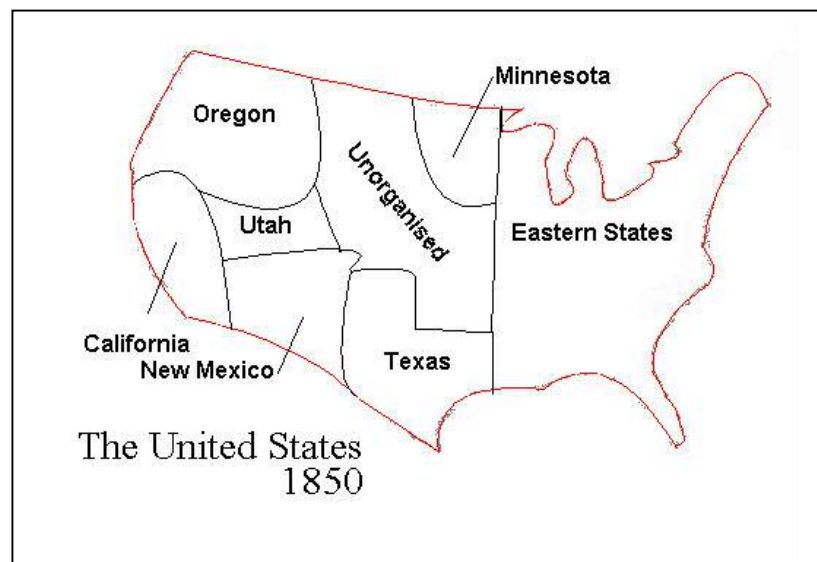 Minnesota
Oregon
Unorganised
Utah
Eastern States
California
New Mexico
Texas
The United States
1850